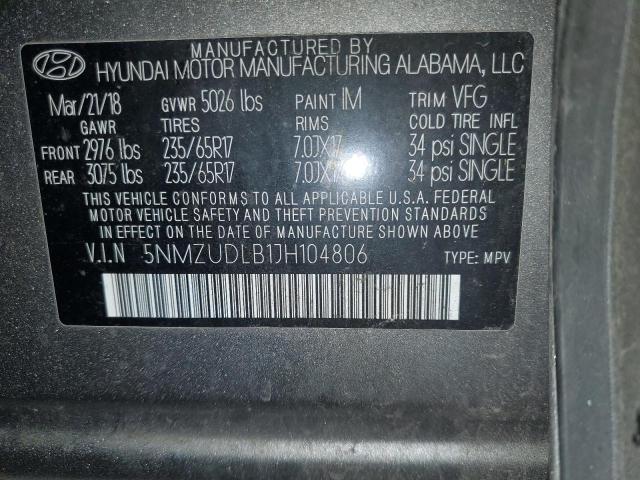 MANUFACTURED BY
HYUNDAI MOTOR MANUFACTURING ALABAMA, LLC
Mar/21/18 GVWR 5026 lbs PAINT IM TRIM VFG
GAWR TIRES RIMS COLD TIRE INFL
FRONT 2976 lbs 235/65R17 7.0JX17 34 psi SINGLE
REAR 3075 lbs 235/65R17 7.0JX17 34 psi SINGLE
THIS VEHICLE CONFORMS TO ALL APPLICABLE U.S.A. FEDERAL
MOTOR VEHICLE SAFETY AND THEFT PREVENTION STANDARDS
IN EFFECT ON THE DATE OF MANUFACTURE SHOWN ABOVE
V.I.N 5NMZUDLB1JH104806 TYPE: MPV